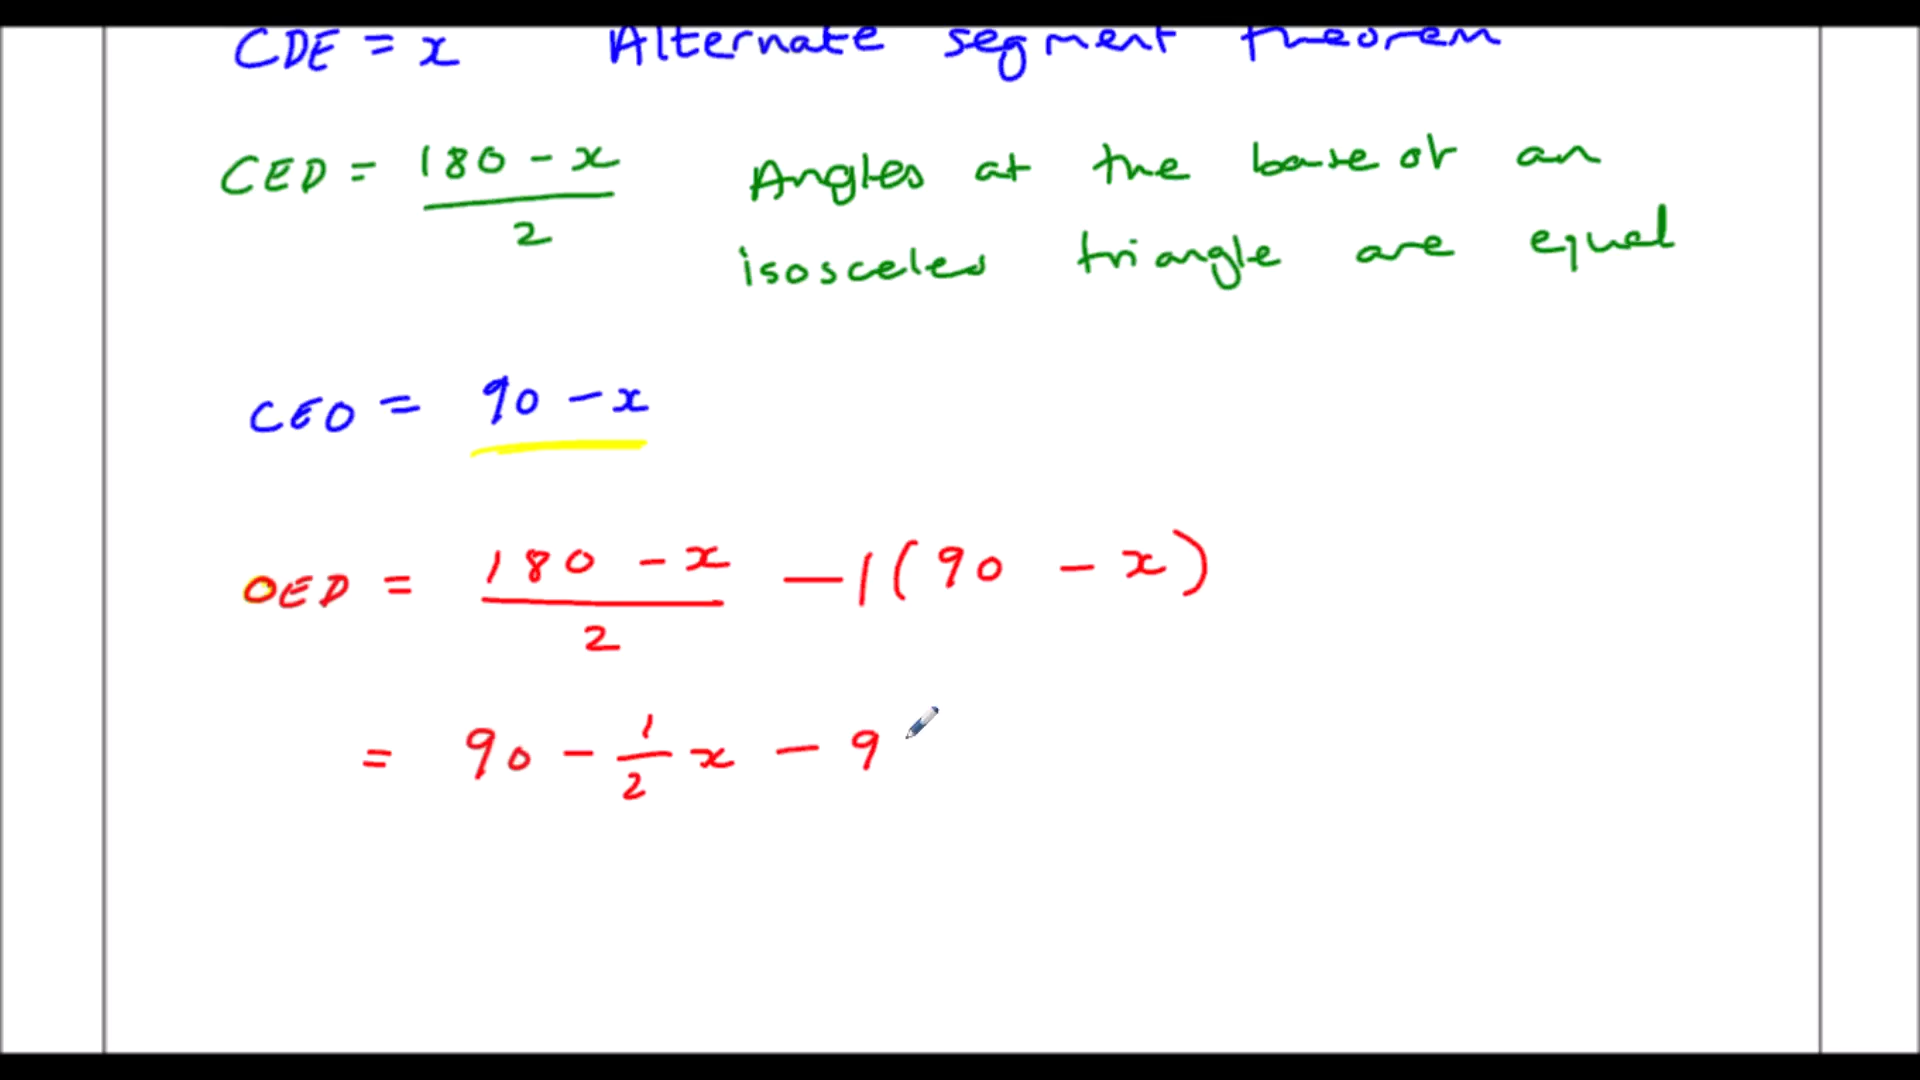 CDE = x Alternate segment theorem
CED = 180 - x / 2 Angles at the base of an
isosceles triangle are equal
CEO = 90 - x
OED = 180 - x / 2 - 1(90 - x)
= 90 - 1/2 x - 9